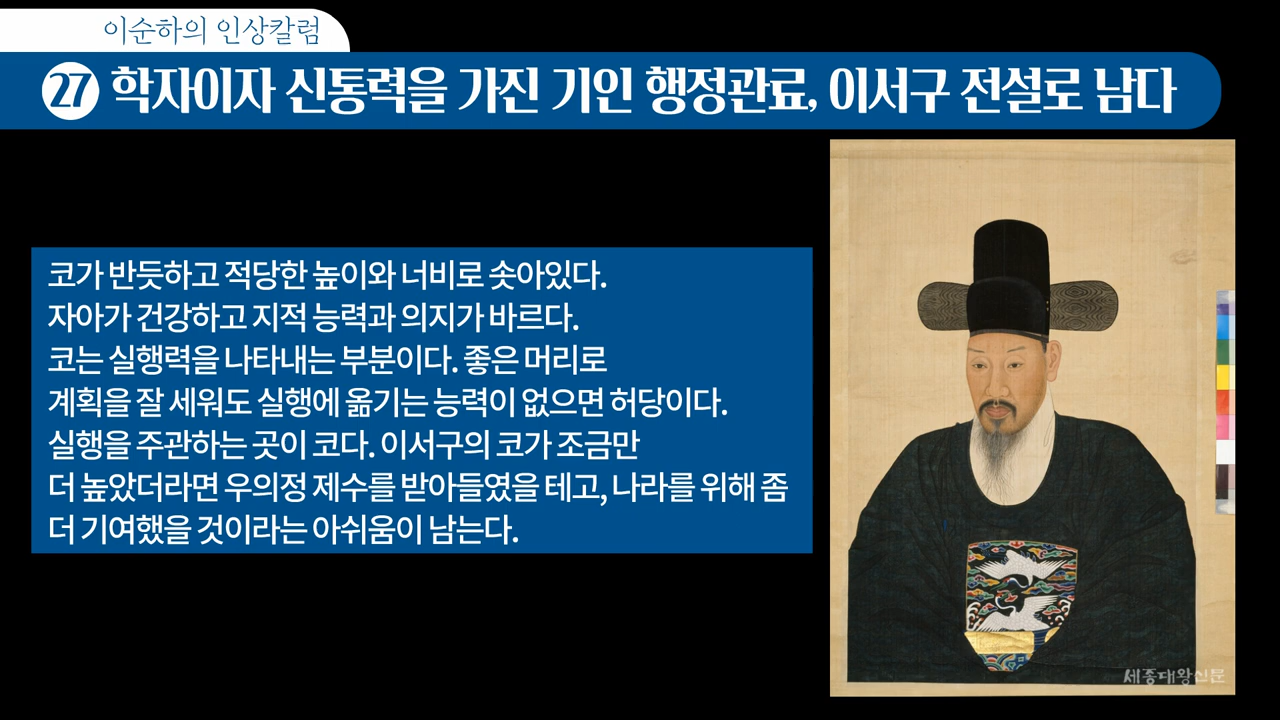 이순하의 인상칼럼
27 학자이자 신통력을 가진 기인 행정관료, 이서구 전설로 남다
코가 반듯하고 적당한 높이와 너비로 솟아있다.
자아가 건강하고 지적 능력과 의지가 바르다.
코는 실행력을 나타내는 부분이다. 좋은 머리로
계획을 잘 세워도 실행에 옮기는 능력이 없으면 허당이다.
실행을 주관하는 곳이 코다. 이서구의 코가 조금만
더 높았더라면 우의정 제수를 받아들였을 테고, 나라를 위해 좀
더 기여했을 것이라는 아쉬움이 남는다.
세종대왕신문